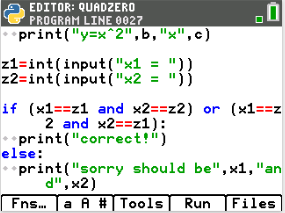 EDITOR: QUADZERO
PROGRAM LINE 0027
print("y=x^2",b,"x",c)
z1=int(input("x1 = "))
z2=int(input("x2 = "))
if (x1==z1 and x2==z2) or (x1==z
2 and x2==z1):
print("correct!")
else:
print("sorry should be",x1,"an
d",x2)
Fns… a A # Tools Run Files